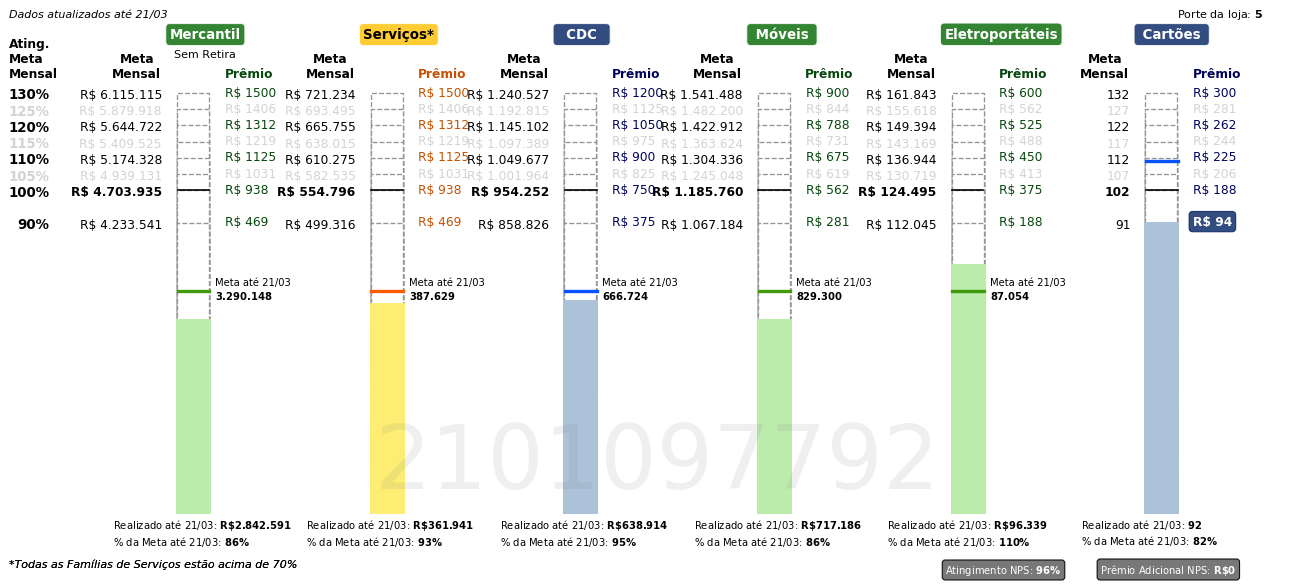 Dados atualizados até 21/03
Porte da loja: 5
Mercantil Serviços* CDC Móveis Eletroportáteis Cartões
Sem Retira
Ating. Meta Mensal
Meta Mensal Prêmio Meta Mensal Prêmio Meta Mensal Prêmio Meta Mensal Prêmio Meta Mensal Prêmio Meta Mensal Prêmio
130% R$ 6.115.115 R$ 1500 R$ 721.234 R$ 1500 R$ 1.240.527 R$ 1200 R$ 1.541.488 R$ 900 R$ 161.843 R$ 600 132 R$ 300
125% R$ 5.879.918 R$ 1406 R$ 693.495 R$ 1406 R$ 1.192.815 R$ 1125 R$ 1.482.200 R$ 844 R$ 155.618 R$ 562 127 R$ 281
120% R$ 5.644.722 R$ 1312 R$ 665.755 R$ 1312 R$ 1.145.102 R$ 1050 R$ 1.422.912 R$ 788 R$ 149.394 R$ 525 122 R$ 262
115% R$ 5.409.525 R$ 1219 R$ 638.015 R$ 1219 R$ 1.097.389 R$ 975 R$ 1.363.624 R$ 731 R$ 143.169 R$ 488 117 R$ 244
110% R$ 5.174.328 R$ 1125 R$ 610.275 R$ 1125 R$ 1.049.677 R$ 900 R$ 1.304.336 R$ 675 R$ 136.944 R$ 450 112 R$ 225
105% R$ 4.939.131 R$ 1031 R$ 582.535 R$ 1031 R$ 1.001.964 R$ 825 R$ 1.245.048 R$ 619 R$ 130.719 R$ 413 107 R$ 206
100% R$ 4.703.935 R$ 938 R$ 554.796 R$ 938 R$ 954.252 R$ 750 R$ 1.185.760 R$ 562 R$ 124.495 R$ 375 102 R$ 188
90% R$ 4.233.541 R$ 469 R$ 499.316 R$ 469 R$ 858.826 R$ 375 R$ 1.067.184 R$ 281 R$ 112.045 R$ 188 91 R$ 94
Meta até 21/03 Meta até 21/03 Meta até 21/03 Meta até 21/03 Meta até 21/03
3.290.148 387.629 666.724 829.300 87.054
2101097792
Realizado até 21/03: R$2.842.591 Realizado até 21/03: R$361.941 Realizado até 21/03: R$638.914 Realizado até 21/03: R$717.186 Realizado até 21/03: R$96.339 Realizado até 21/03: 92
% da Meta até 21/03: 86% % da Meta até 21/03: 93% % da Meta até 21/03: 95% % da Meta até 21/03: 86% % da Meta até 21/03: 110% % da Meta até 21/03: 82%
*Todas as Famílias de Serviços estão acima de 70%
Atingimento NPS: 96% Prêmio Adicional NPS: R$0